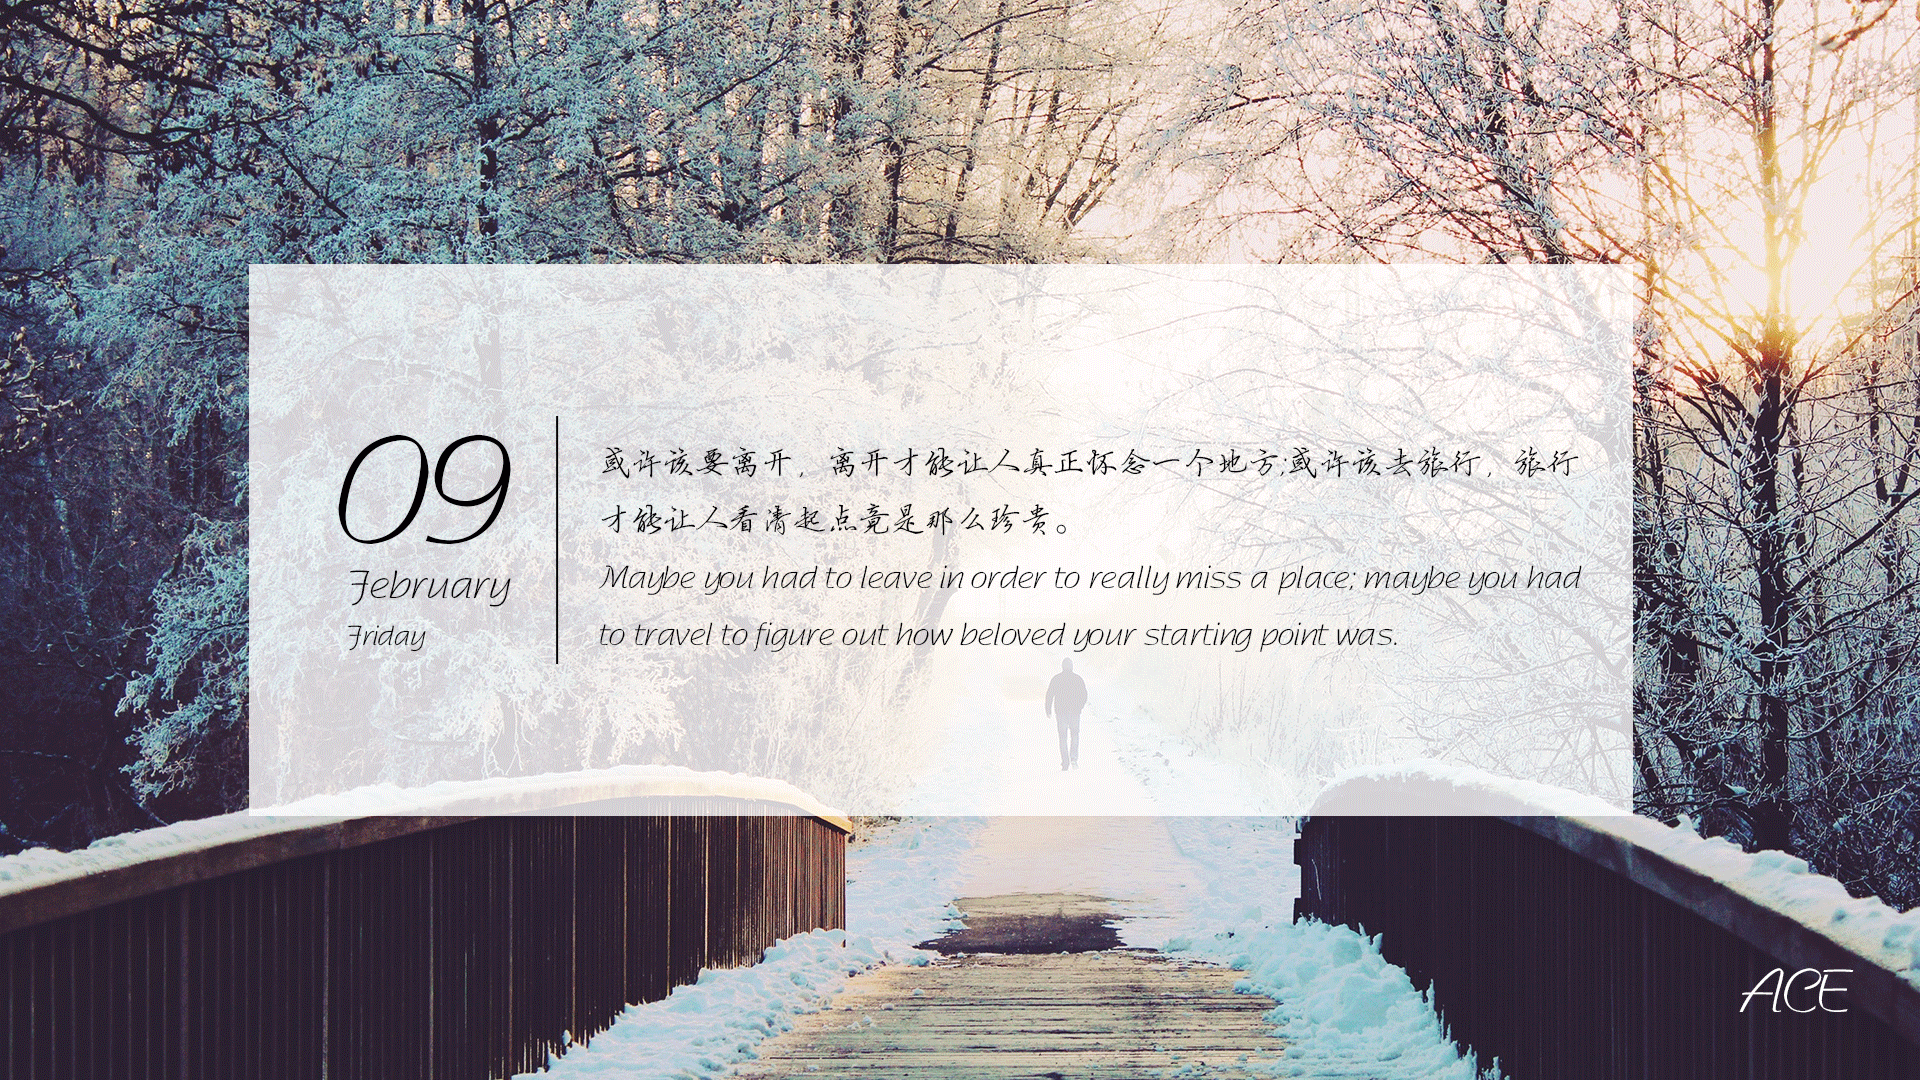 09
February
Friday
或许该要离开，离开才能让人真正怀念一个地方;或许该去旅行，旅行
才能让人看清起点竟是那么珍贵。
Maybe you had to leave in order to really miss a place; maybe you had
to travel to figure out how beloved your starting point was.
ACE